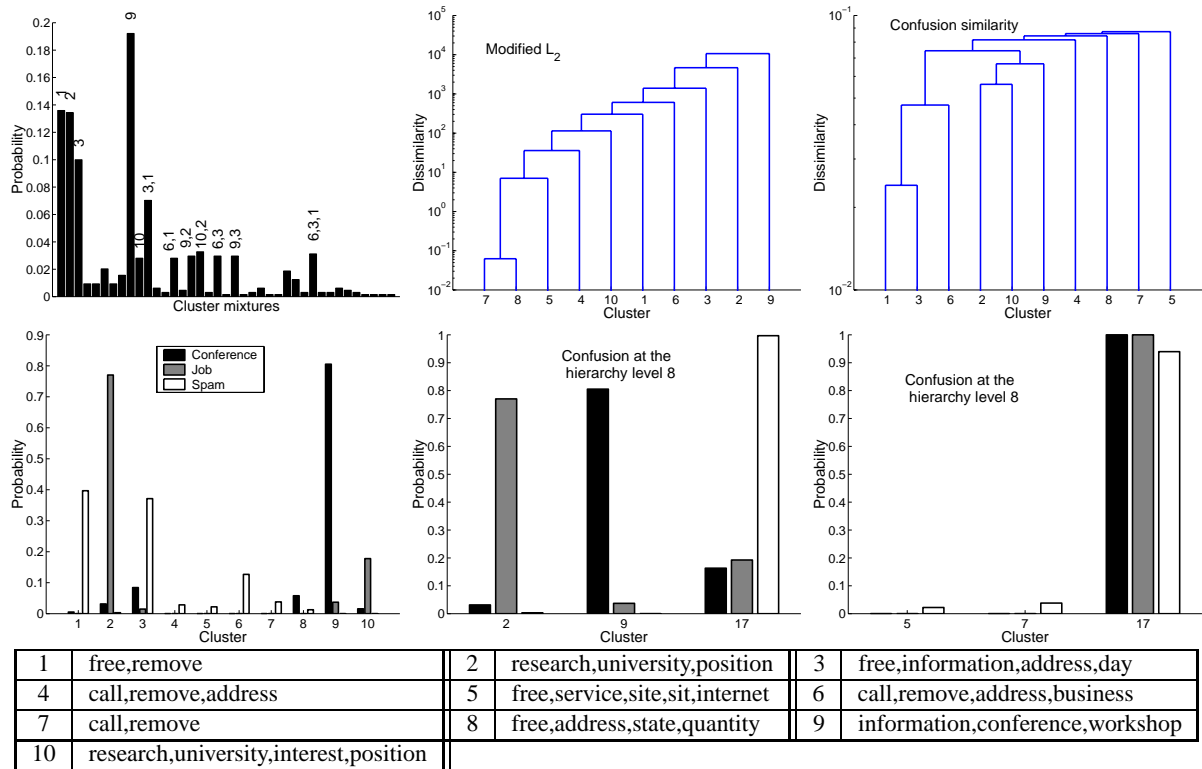 0.2
0.18
0.16
0.14
0.12
0.1
0.08
0.06
0.04
0.02
0
Probability
1
2
3
9
10
3,1
6,1
9,2
10,2
6,3
9,3
6,3,1
Cluster mixtures
Modified L2
10^5
10^4
10^3
10^2
10^1
10^0
10^−1
10^−2
Dissimilarity
7 8 5 4 10 1 6 3 2 9
Cluster
Confusion similarity
10^−1
10^−2
Dissimilarity
1 3 6 2 10 9 4 8 7 5
Cluster
0.9
0.8
0.7
0.6
0.5
0.4
0.3
0.2
0.1
0
Probability
Conference
Job
Spam
1 2 3 4 5 6 7 8 9 10
Cluster
Confusion at the
hierarchy level 8
1
0.9
0.8
0.7
0.6
0.5
0.4
0.3
0.2
0.1
0
Probability
2 9 17
Cluster
Confusion at the
hierarchy level 8
1
0.9
0.8
0.7
0.6
0.5
0.4
0.3
0.2
0.1
0
Probability
5 7 17
Cluster
1 free,remove 2 research,university,position 3 free,information,address,day
4 call,remove,address 5 free,service,site,sit,internet 6 call,remove,address,business
7 call,remove 8 free,address,state,quantity 9 information,conference,workshop
10 research,university,interest,position